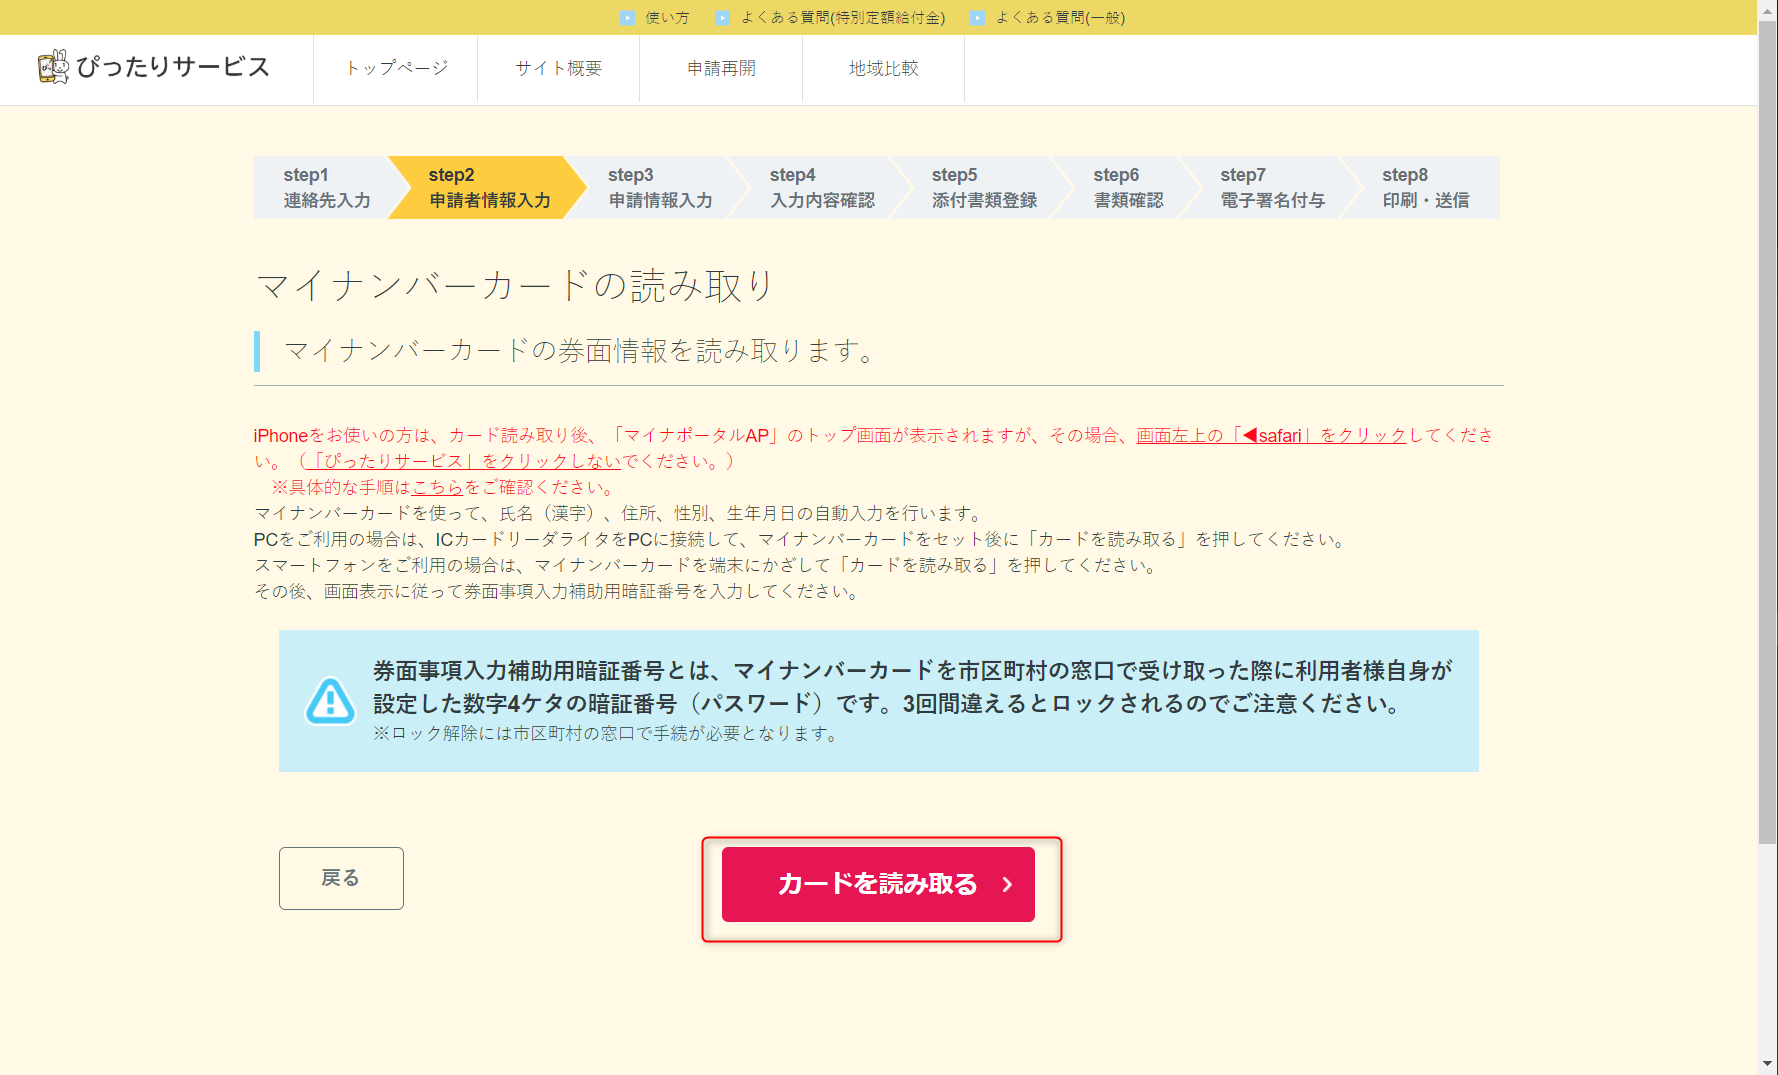 使い方 よくある質問(特別定額給付金) よくある質問(一般)
ぴったりサービス トップページ サイト概要 申請再開 地域比較
step1 step2 step3 step4 step5 step6 step7 step8
連絡先入力 申請者情報入力 申請情報入力 入力内容確認 添付書類登録 書類確認 電子署名付与 印刷・送信
マイナンバーカードの読み取り
マイナンバーカードの券面情報を読み取ります。
iPhoneをお使いの方は、カード読み取り後、「マイナポータルAP」のトップ画面が表示されますが、その場合、画面左上の「◀safari」をクリックしてくださ
い。（「ぴったりサービス」をクリックしないでください。）
※具体的な手順はこちらをご確認ください。
マイナンバーカードを使って、氏名（漢字）、住所、性別、生年月日の自動入力を行います。
PCをご利用の場合は、ICカードリーダライタをPCに接続して、マイナンバーカードをセット後に「カードを読み取る」を押してください。
スマートフォンをご利用の場合は、マイナンバーカードを端末にかざして「カードを読み取る」を押してください。
その後、画面表示に従って券面事項入力補助用暗証番号を入力してください。
券面事項入力補助用暗証番号とは、マイナンバーカードを市区町村の窓口で受け取った際に利用者様自身が
設定した数字4ケタの暗証番号（パスワード）です。3回間違えるとロックされるのでご注意ください。
※ロック解除には市区町村の窓口で手続が必要となります。
戻る カードを読み取る